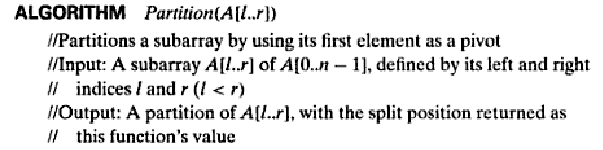 ALGORITHM Partition(A[l..r])
//Partitions a subarray by using its first element as a pivot
//Input: A subarray A[l..r] of A[0..n − 1], defined by its left and right
// indices l and r (l < r)
//Output: A partition of A[l..r], with the split position returned as
// this function's value